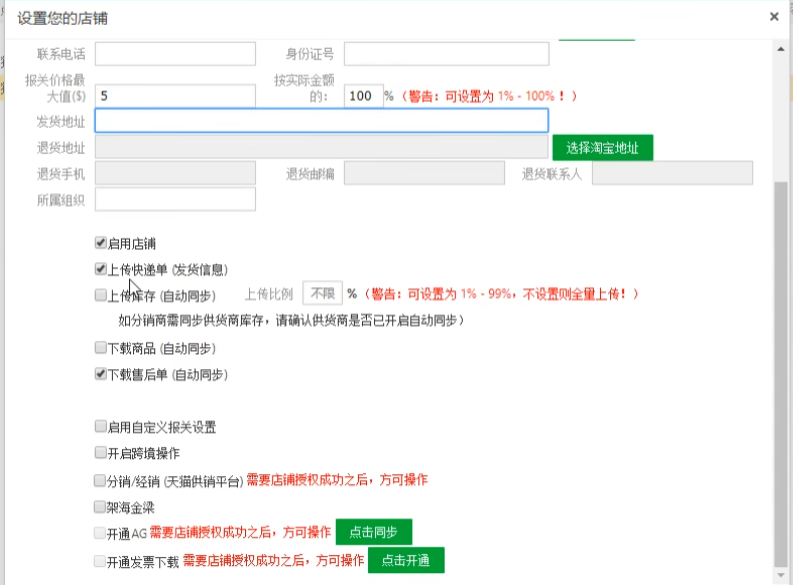 设置您的店铺 ×
联系电话 身份证号
报关价格最 按实际金额
大值($) 5 的: 100 % (警告:可设置为 1% - 100% ! )
发货地址
退货地址 选择淘宝地址
退货手机 退货邮编 退货联系人
所属组织
启用店铺
上传快递单 (发货信息)
上传库存 (自动同步) 上传比例 不限 % (警告:可设置为 1% - 99%,不设置则全量上传!)
如分销商需同步供货商库存,请确认供货商是否已开启自动同步)
下载商品 (自动同步)
下载售后单 (自动同步)
启用自定义报关设置
开启跨境操作
分销/经销 (天猫供销平台) 需要店铺授权成功之后,方可操作
架海金梁
开通AG 需要店铺授权成功之后,方可操作 点击同步
开通发票下载 需要店铺授权成功之后,方可操作 点击开通